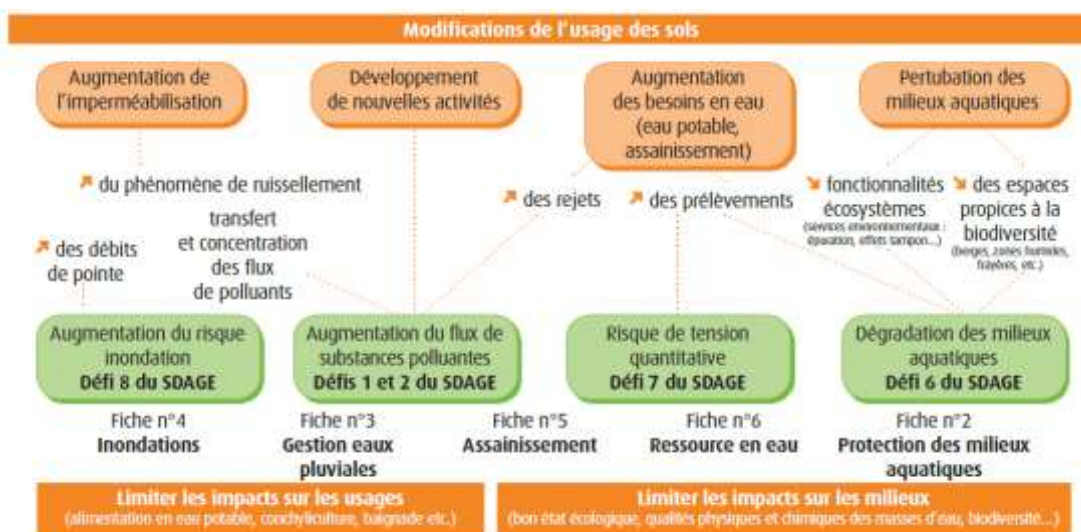 Modifications de l'usage des sols
Augmentation de
l'imperméabilisation
Développement
de nouvelles activités
Augmentation
des besoins en eau
(eau potable,
assainissement)
Pertubation des
milieux aquatiques
du phénomène de ruissellement
des débits
de pointe
transfert
et concentration
des flux
de polluants
des rejets
des prélèvements
fonctionnalités
écosystèmes
(services environnementaux :
épuration, effets tampon...)
des espaces
propices à la
biodiversité
(berges, zones humides,
frayères, etc.)
Augmentation du risque
inondation
Défi 8 du SDAGE
Augmentation du flux de
substances polluantes
Défis 1 et 2 du SDAGE
Risque de tension
quantitative
Défi 7 du SDAGE
Dégradation des milieux
aquatiques
Défi 6 du SDAGE
Fiche n°4
Inondations
Fiche n°3
Gestion eaux
pluviales
Fiche n°5
Assainissement
Fiche n°6
Ressource en eau
Fiche n°2
Protection des milieux
aquatiques
Limiter les impacts sur les usages
(alimentation en eau potable, conchyliculture, baignade etc.)
Limiter les impacts sur les milieux
(bon état écologique, qualités physiques et chimiques des masses d'eau, biodiversité...)